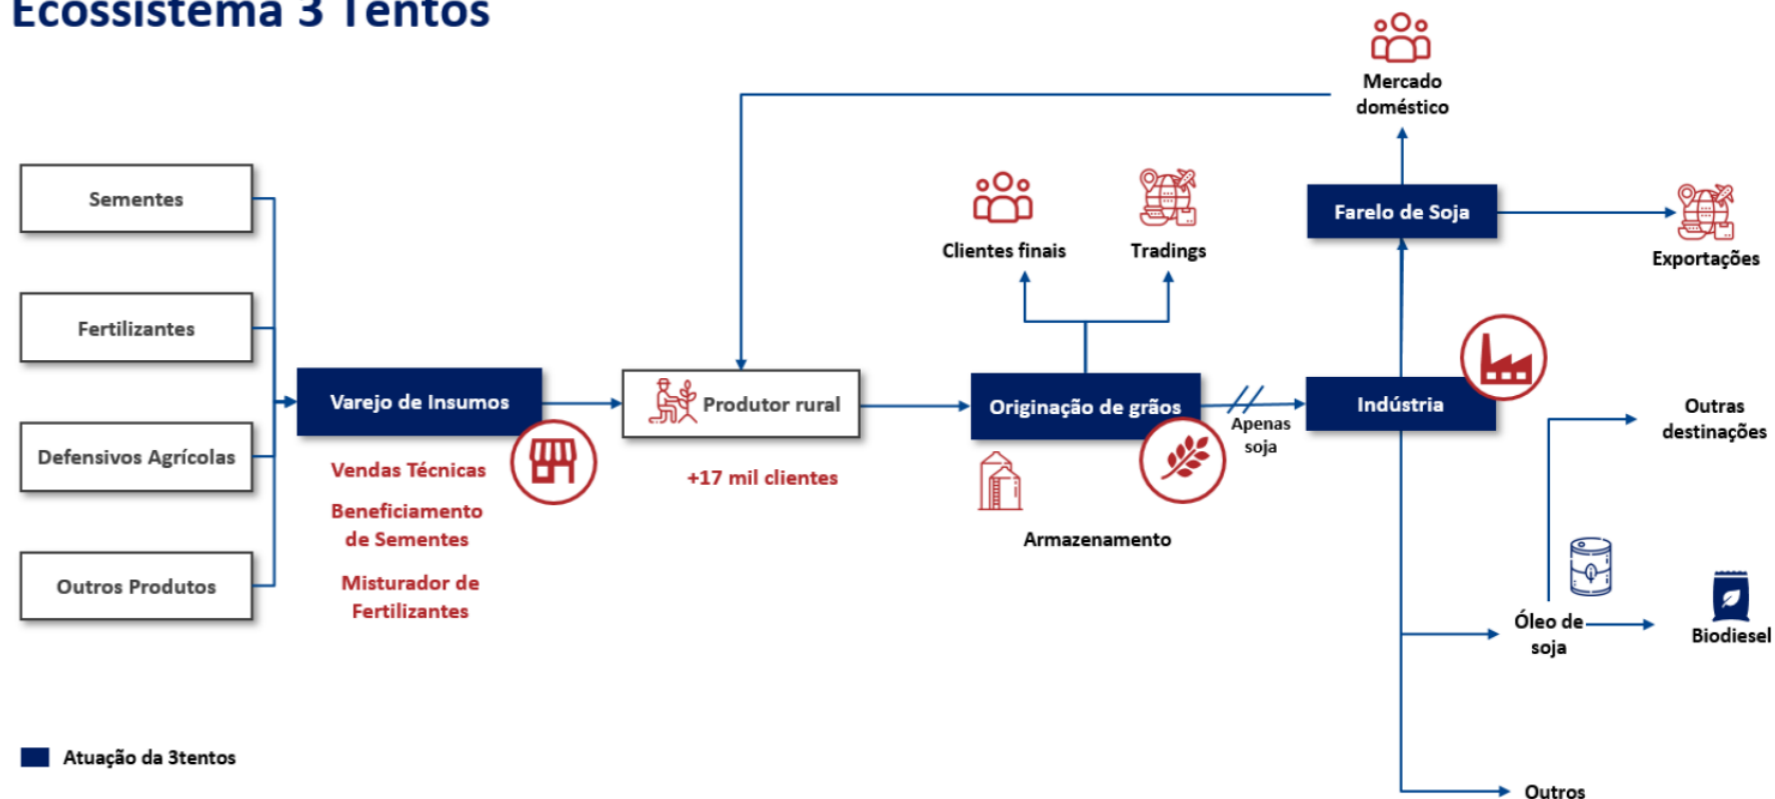 Ecossistema 3 Tentos
Mercado
doméstico
Sementes
Clientes finais
Tradings
Farelo de Soja
Exportações
Fertilizantes
Varejo de Insumos
Produtor rural
Originação de grãos
Apenas
soja
Indústria
Outras
destinações
Defensivos Agrícolas
Vendas Técnicas
+17 mil clientes
Beneficiamento
de Sementes
Armazenamento
Outros Produtos
Misturador de
Fertilizantes
Óleo de
soja
Biodiesel
Atuação da 3tentos
Outros